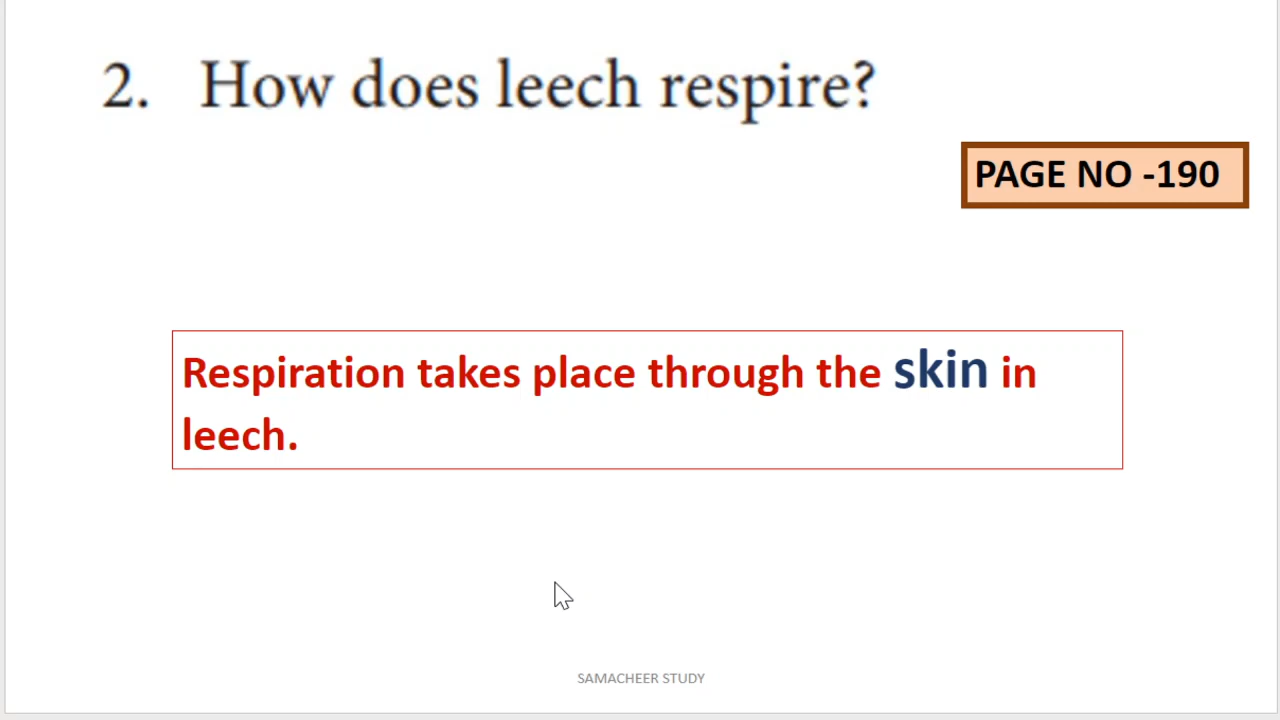 2. How does leech respire?
PAGE NO -190
Respiration takes place through the skin in
leech.
SAMACHEER STUDY